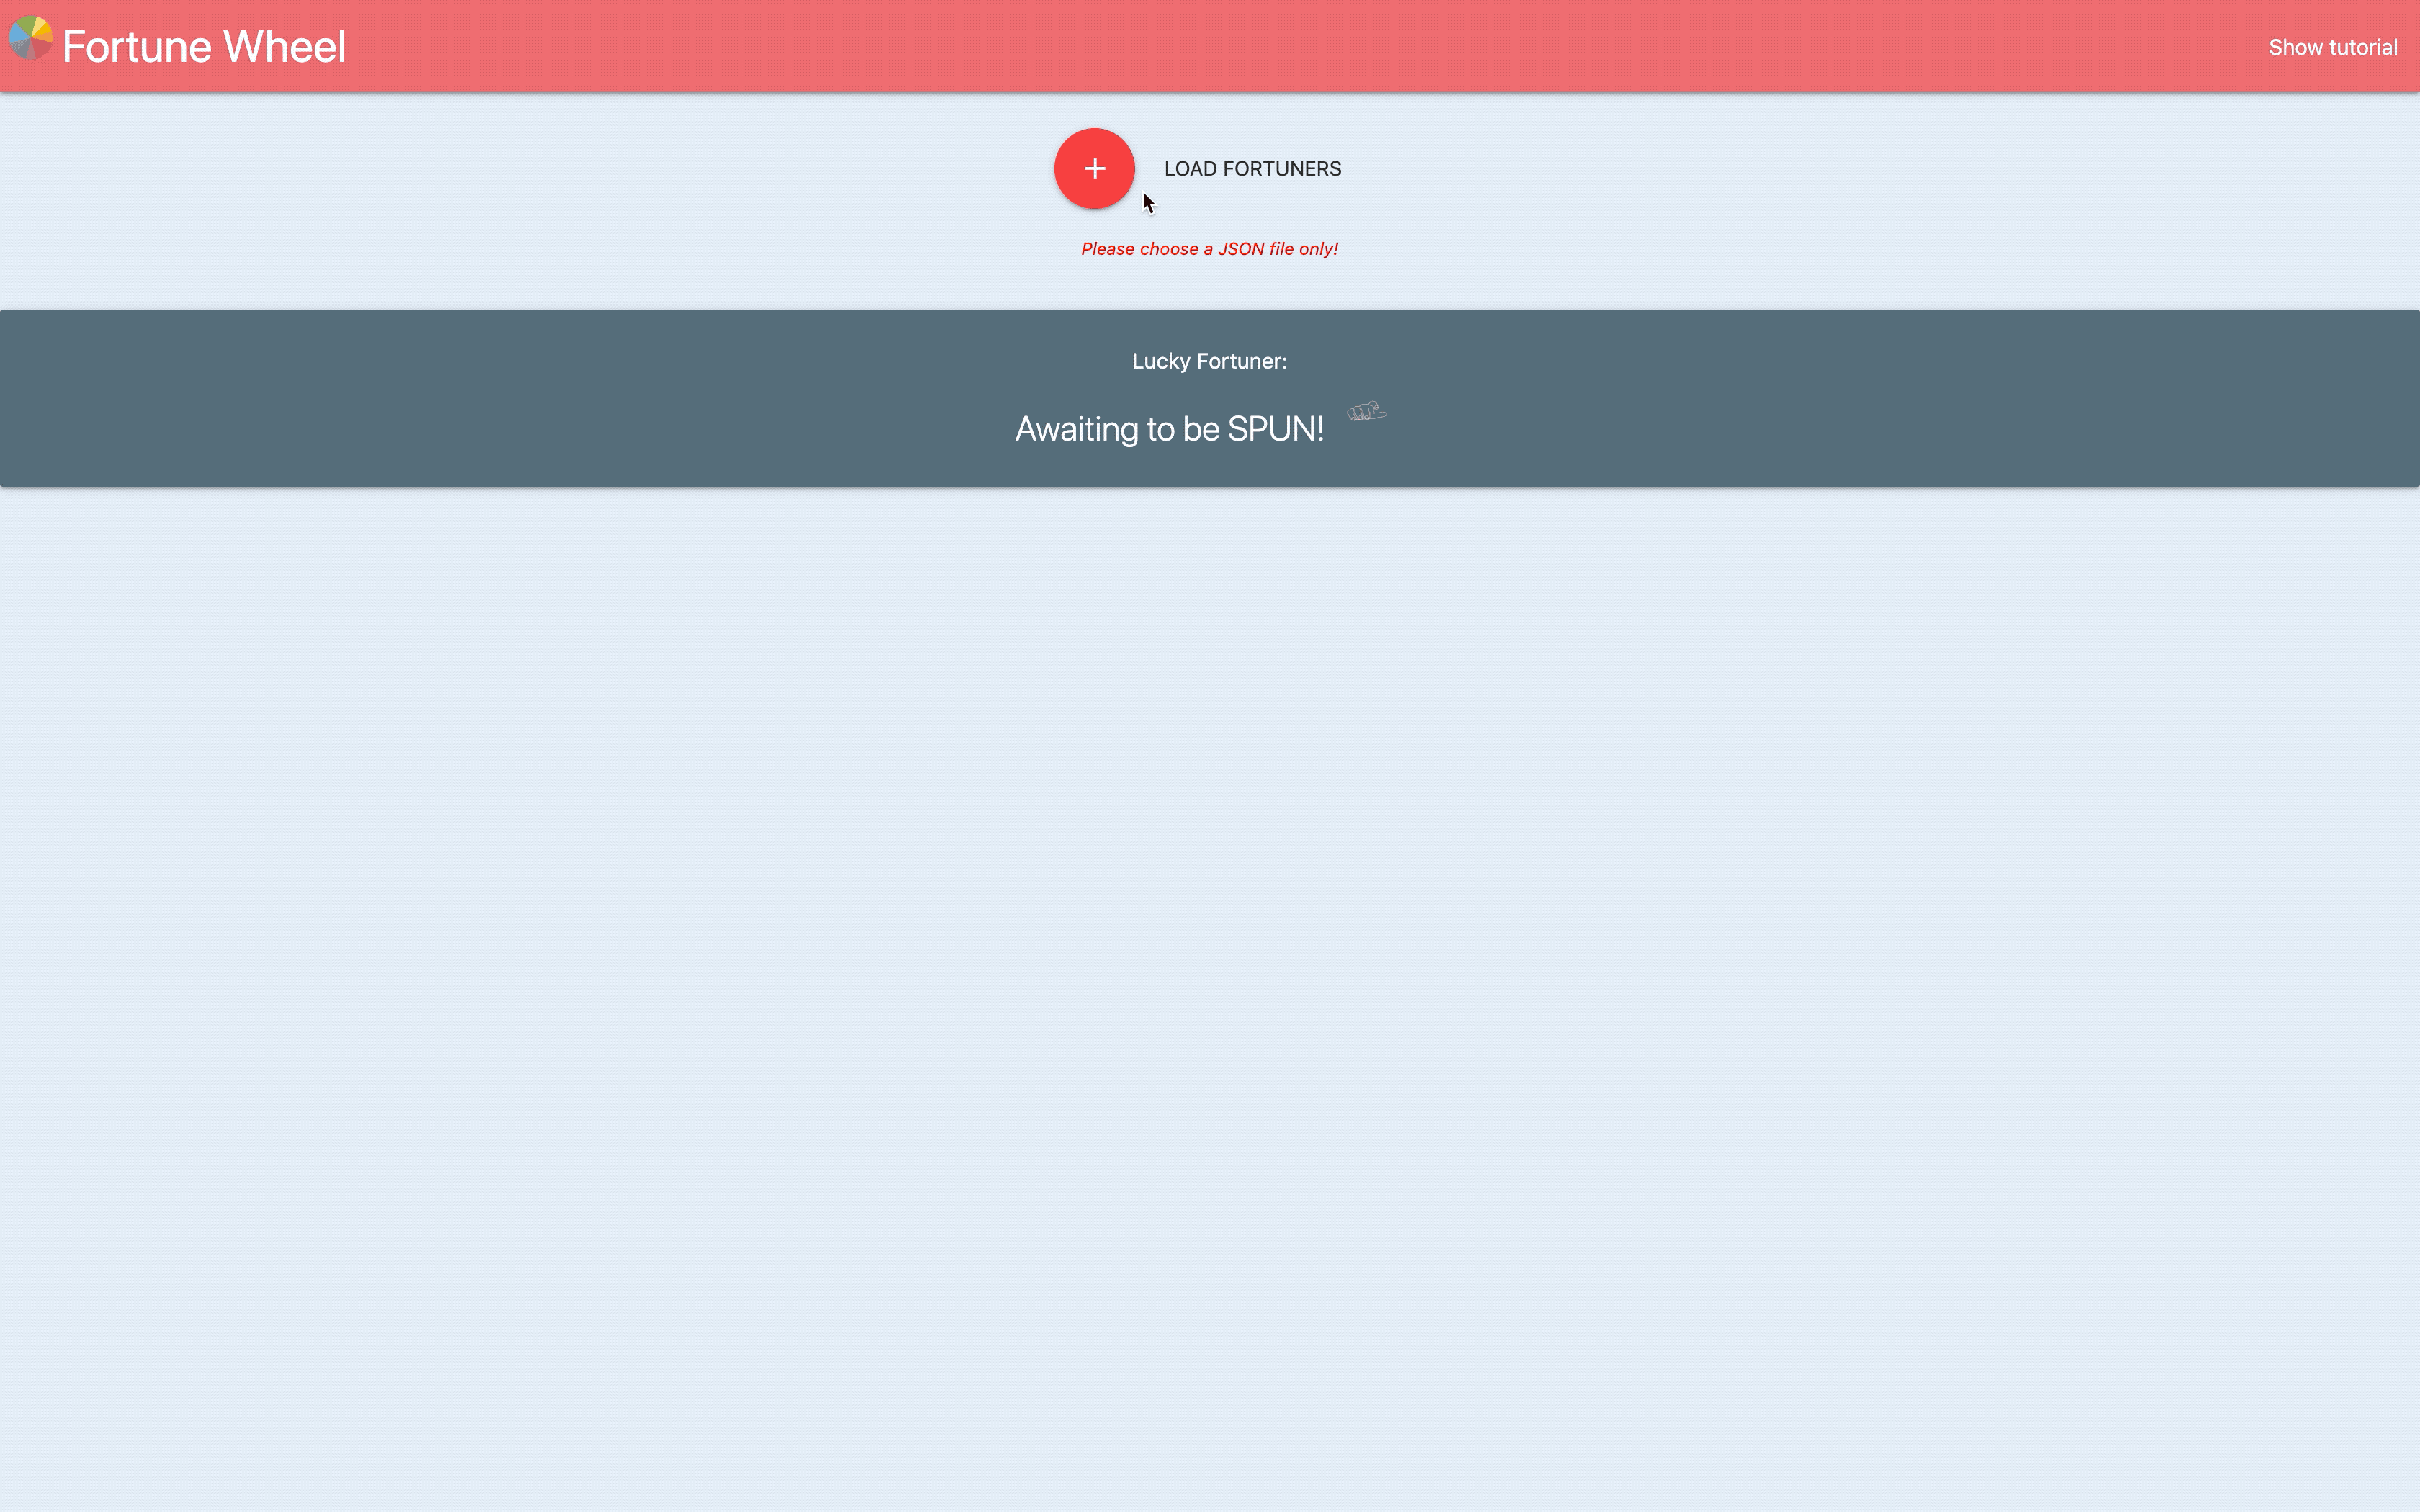 Fortune Wheel
Show tutorial
LOAD FORTUNERS
Please choose a JSON file only!
Lucky Fortuner:
Awaiting to be SPUN!